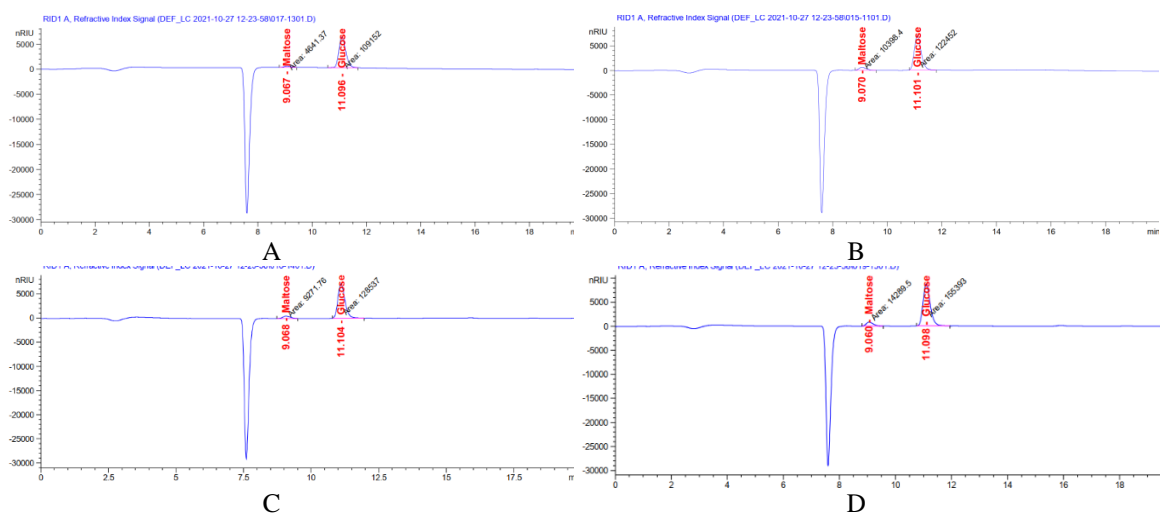 RID1 A, Refractive Index Signal (DEF_LC 2021-10-27 12-23-58\017-1301.D)
nRIU
5000
0
-5000
-10000
-15000
-20000
-25000
-30000
9.067 - Maltose
Area: 4641.37
11.096 - Glucose
Area: 109152
0 2 4 6 8 10 12 14 16 18
A
RID1 A, Refractive Index Signal (DEF_LC 2021-10-27 12-23-58\015-1101.D)
nRIU
5000
0
-5000
-10000
-15000
-20000
-25000
-30000
9.070 - Maltose
Area: 10398.4
11.101 - Glucose
Area: 122452
0 2 4 6 8 10 12 14 16 18 min
B
nRIU
5000
0
-5000
-10000
-15000
-20000
-25000
-30000
9.068 - Maltose
Area: 9271.76
11.104 - Glucose
Area: 128537
0 2.5 5 7.5 10 12.5 15 17.5
C
nRIU
5000
0
-5000
-10000
-15000
-20000
-25000
-30000
9.060 - Maltose
Area: 14289.5
11.098 - Glucose
Area: 155393
0 2 4 6 8 10 12 14 16 18
D